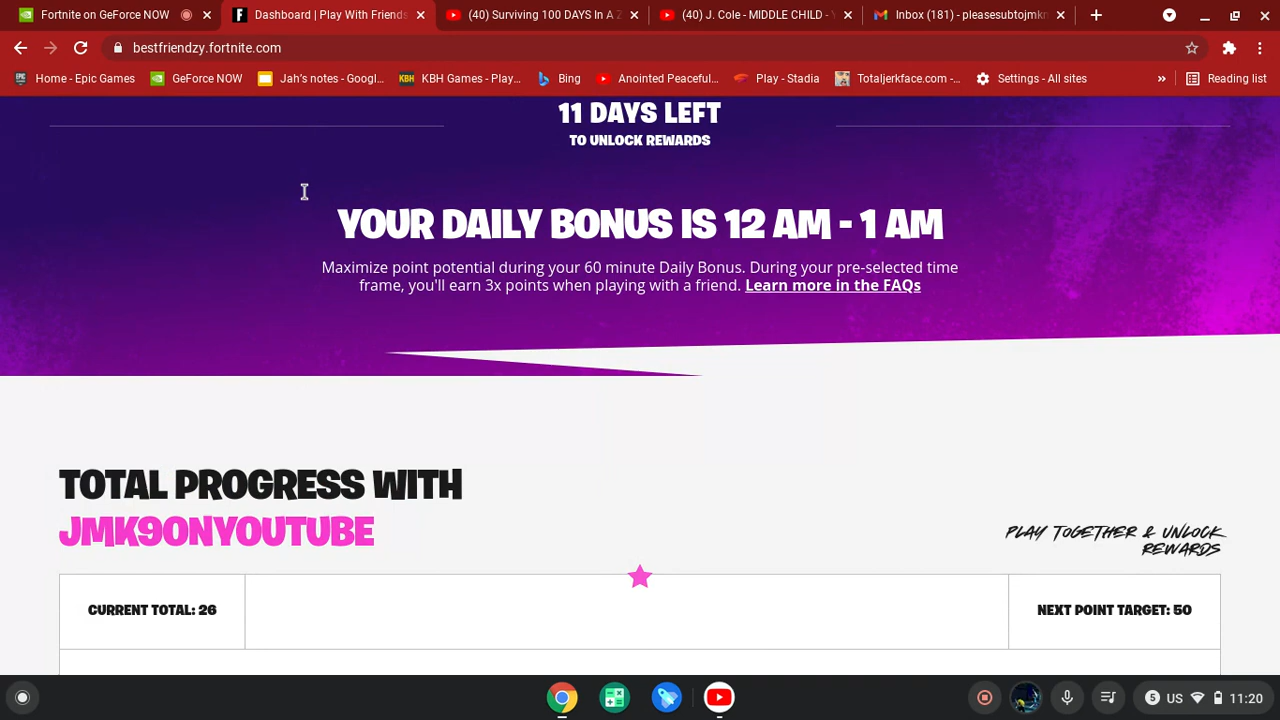 Fortnite on GeForce NOW
Dashboard | Play With Friends
(40) Surviving 100 DAYS In A Z
(40) J. Cole - MIDDLE CHILD - Y
Inbox (181) - pleasesubtojmkn
bestfriendzy.fortnite.com
Home - Epic Games
GeForce NOW
Jah's notes - Googl...
KBH Games - Play...
Bing
Anointed Peaceful...
Play - Stadia
Totaljerkface.com -...
Settings - All sites
»
Reading list
11 DAYS LEFT
TO UNLOCK REWARDS
YOUR DAILY BONUS IS 12 AM - 1 AM
Maximize point potential during your 60 minute Daily Bonus. During your pre-selected time
frame, you'll earn 3x points when playing with a friend. Learn more in the FAQs
TOTAL PROGRESS WITH
JMK9ONYOUTUBE
PLAY TOGETHER & UNLOCK
REWARDS
CURRENT TOTAL: 26
NEXT POINT TARGET: 50
5 US 11:20